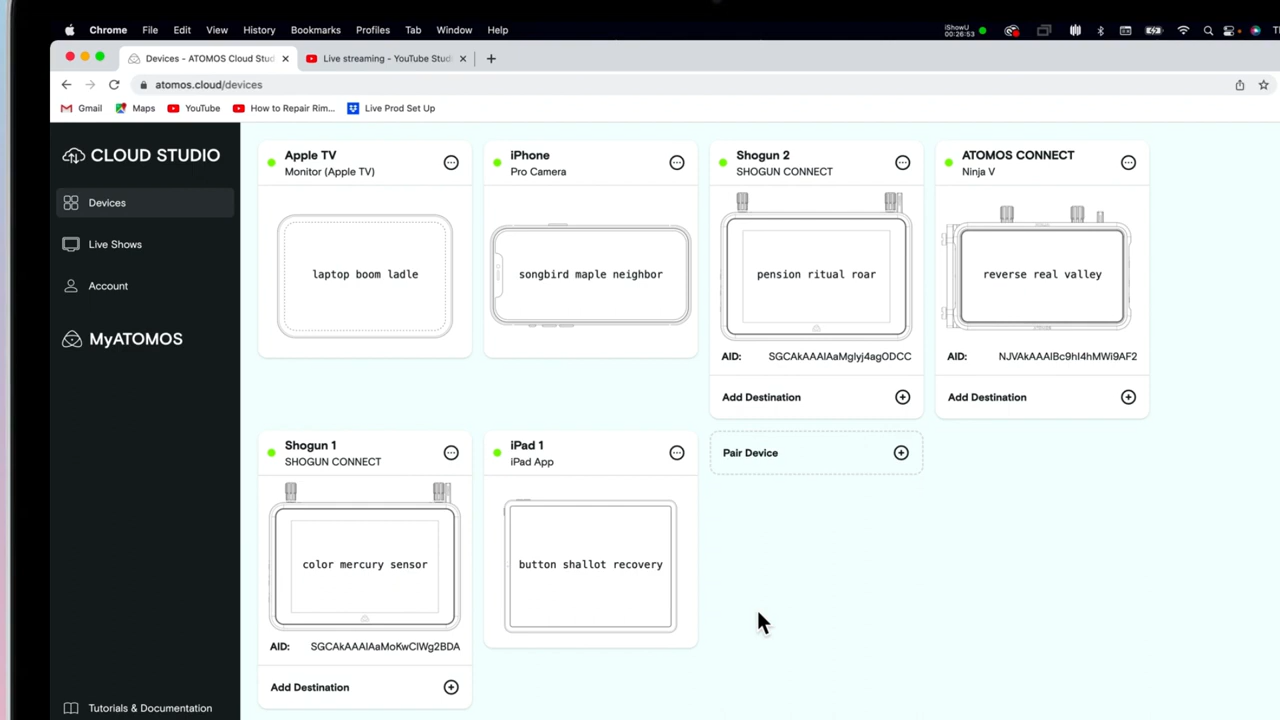 Chrome File Edit View History Bookmarks Profiles Tab Window Help
iShowU
00:26:53
Devices - ATOMOS Cloud Stud
Live streaming - YouTube Stud
atomos.cloud/devices
Gmail Maps YouTube How to Repair Rim... Live Prod Set Up
CLOUD STUDIO
Devices
Live Shows
Account
MyATOMOS
Tutorials & Documentation
Apple TV
Monitor (Apple TV)
laptop boom ladle
iPhone
Pro Camera
songbird maple neighbor
Shogun 2
SHOGUN CONNECT
pension ritual roar
AID: SGCAkAAAIAaMglyj4agODCC
Add Destination
ATOMOS CONNECT
Ninja V
reverse real valley
AID: NJVAkAAAIBc9hI4hMWi9AF2
Add Destination
Shogun 1
SHOGUN CONNECT
color mercury sensor
AID: SGCAkAAAIAaMoKwCIWg2BDA
Add Destination
iPad 1
iPad App
button shallot recovery
Pair Device